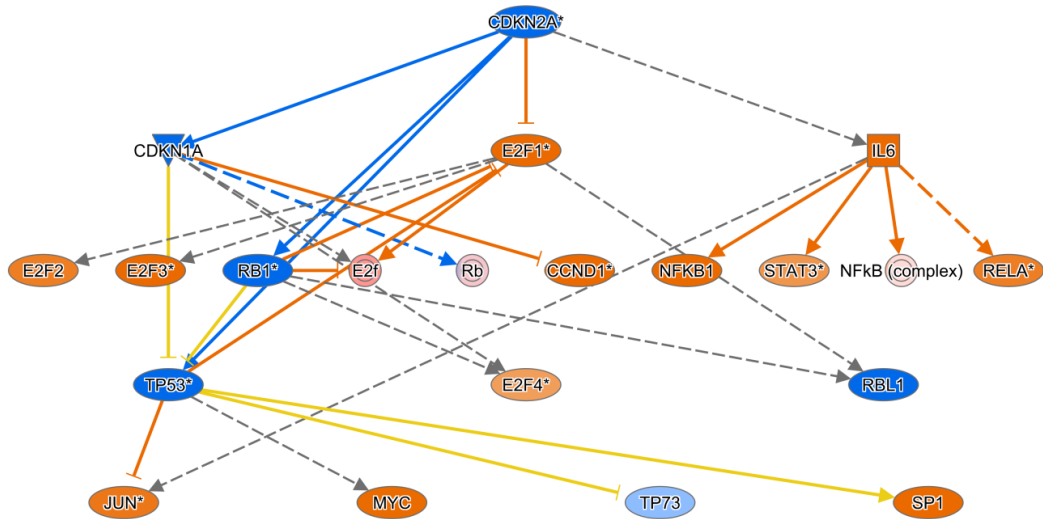 CDKN2A*
CDKN1A
E2F1*
IL6
E2F2
E2F3*
RB1*
E2f
Rb
CCND1*
NFKB1
STAT3*
NFkB (complex)
RELA*
TP53*
E2F4*
RBL1
JUN*
MYC
TP73
SP1